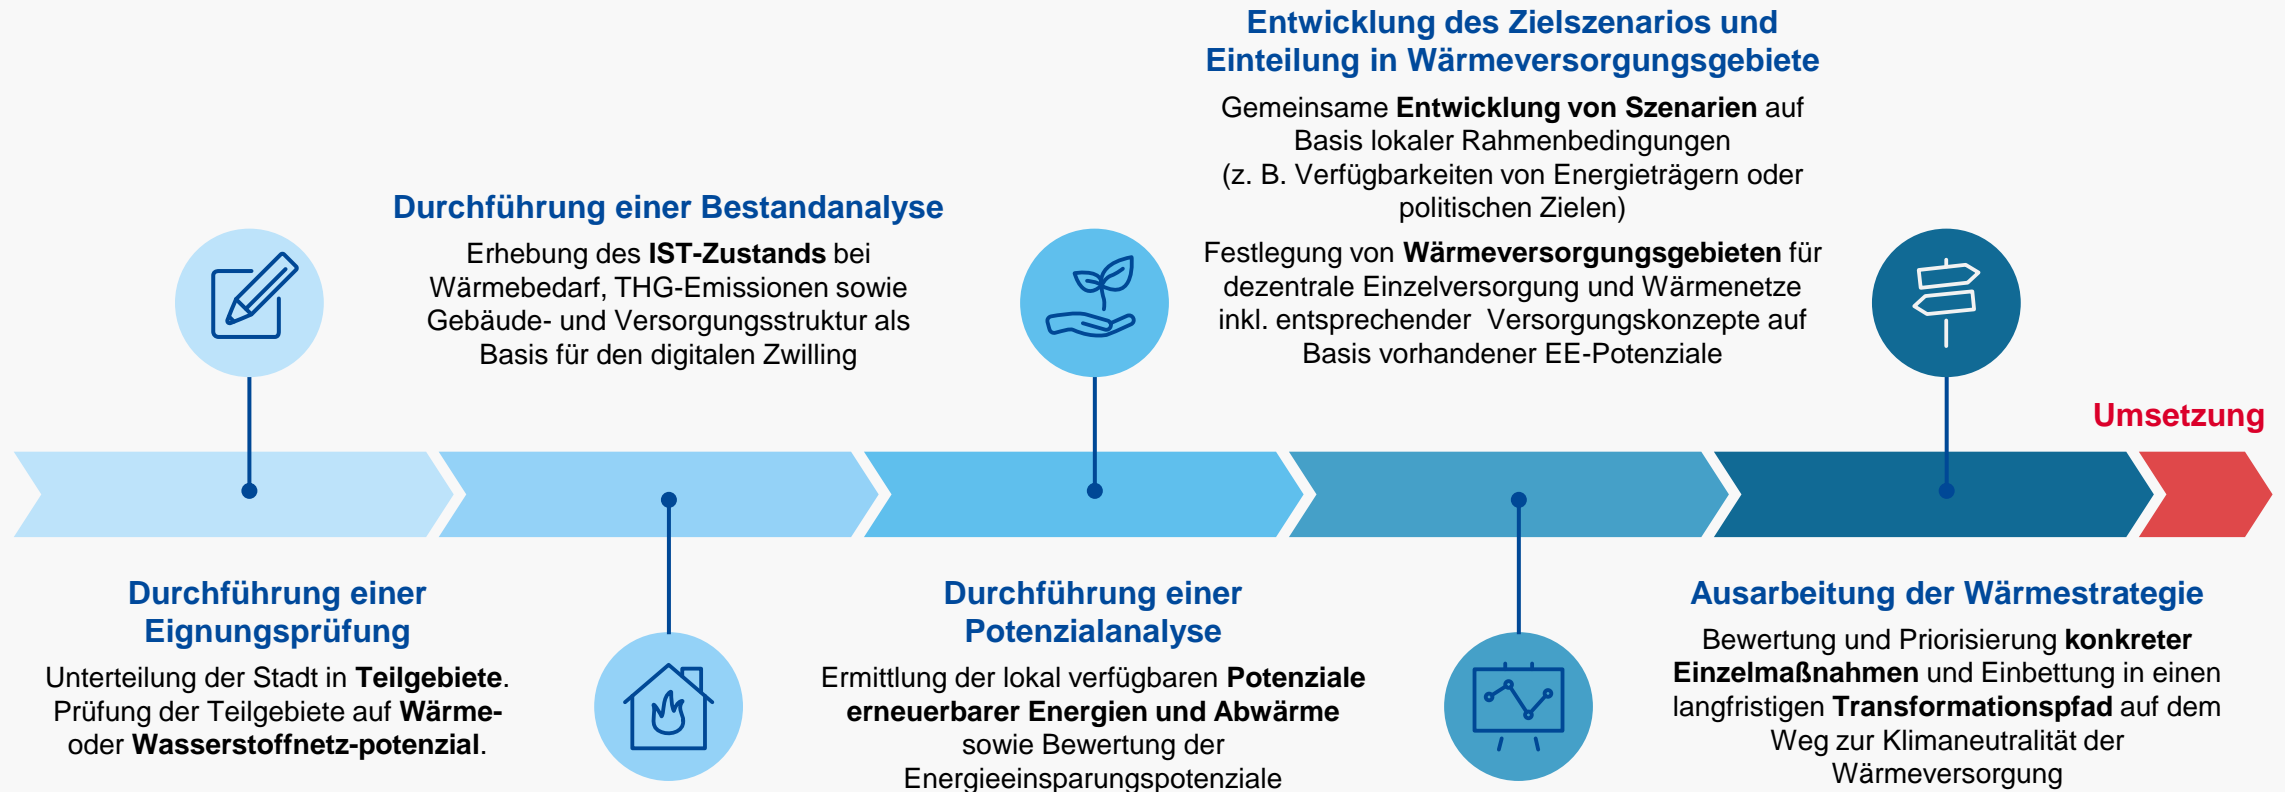 Durchführung einer
Eignungsprüfung
Unterteilung der Stadt in Teilgebiete.
Prüfung der Teilgebiete auf Wärme-
oder Wasserstoffnetz-potenzial.
Durchführung einer Bestandanalyse
Erhebung des IST-Zustands bei
Wärmebedarf, THG-Emissionen sowie
Gebäude- und Versorgungsstruktur als
Basis für den digitalen Zwilling
Durchführung einer
Potenzialanalyse
Ermittlung der lokal verfügbaren Potenziale
erneuerbarer Energien und Abwärme
sowie Bewertung der
Energieeinsparungspotenziale
Entwicklung des Zielszenarios und
Einteilung in Wärmeversorgungsgebiete
Gemeinsame Entwicklung von Szenarien auf
Basis lokaler Rahmenbedingungen
(z. B. Verfügbarkeiten von Energieträgern oder
politischen Zielen)
Festlegung von Wärmeversorgungsgebieten für
dezentrale Einzelversorgung und Wärmenetze
inkl. entsprechender Versorgungskonzepte auf
Basis vorhandener EE-Potenziale
Ausarbeitung der Wärmestrategie
Bewertung und Priorisierung konkreter
Einzelmaßnahmen und Einbettung in einen
langfristigen Transformationspfad auf dem
Weg zur Klimaneutralität der
Wärmeversorgung
Umsetzung